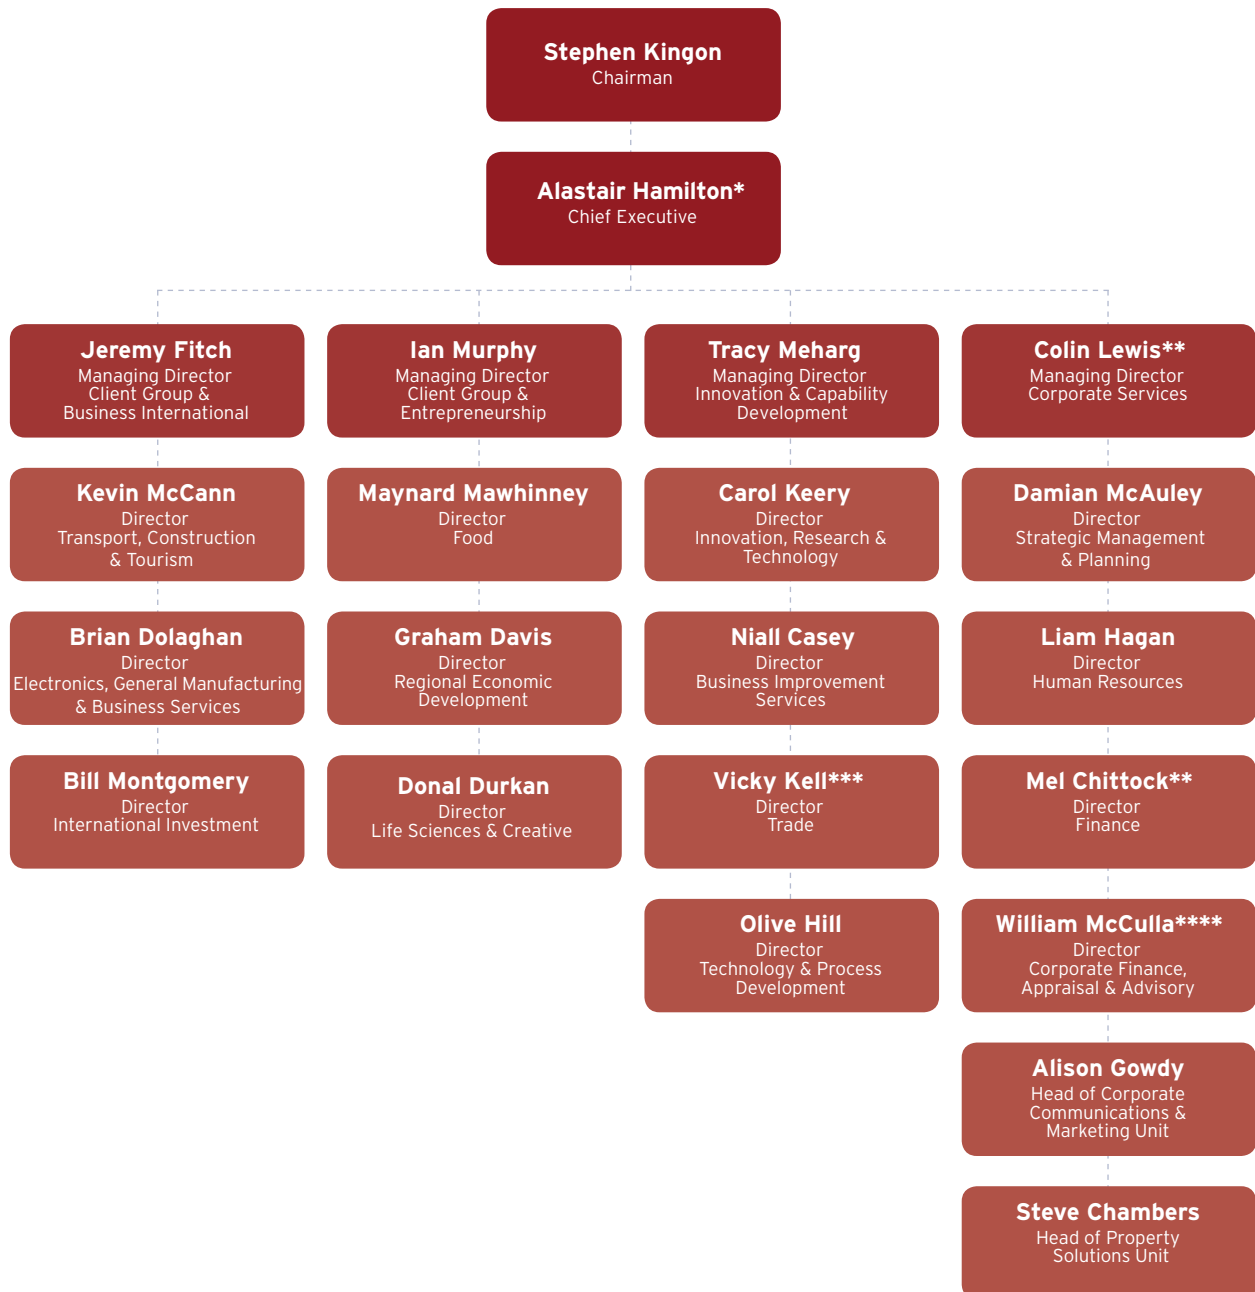 Stephen Kingon
Chairman
Alastair Hamilton*
Chief Executive
Jeremy Fitch
Managing Director
Client Group &
Business International
Ian Murphy
Managing Director
Client Group &
Entrepreneurship
Tracy Meharg
Managing Director
Innovation & Capability
Development
Colin Lewis**
Managing Director
Corporate Services
Kevin McCann
Director
Transport, Construction
& Tourism
Maynard Mawhinney
Director
Food
Carol Keery
Director
Innovation, Research &
Technology
Damian McAuley
Director
Strategic Management
& Planning
Brian Dolaghan
Director
Electronics, General Manufacturing
& Business Services
Graham Davis
Director
Regional Economic
Development
Niall Casey
Director
Business Improvement
Services
Liam Hagan
Director
Human Resources
Bill Montgomery
Director
International Investment
Donal Durkan
Director
Life Sciences & Creative
Vicky Kell***
Director
Trade
Mel Chittock**
Director
Finance
Olive Hill
Director
Technology & Process
Development
William McCulla****
Director
Corporate Finance,
Appraisal & Advisory
Alison Gowdy
Head of Corporate
Communications &
Marketing Unit
Steve Chambers
Head of Property
Solutions Unit